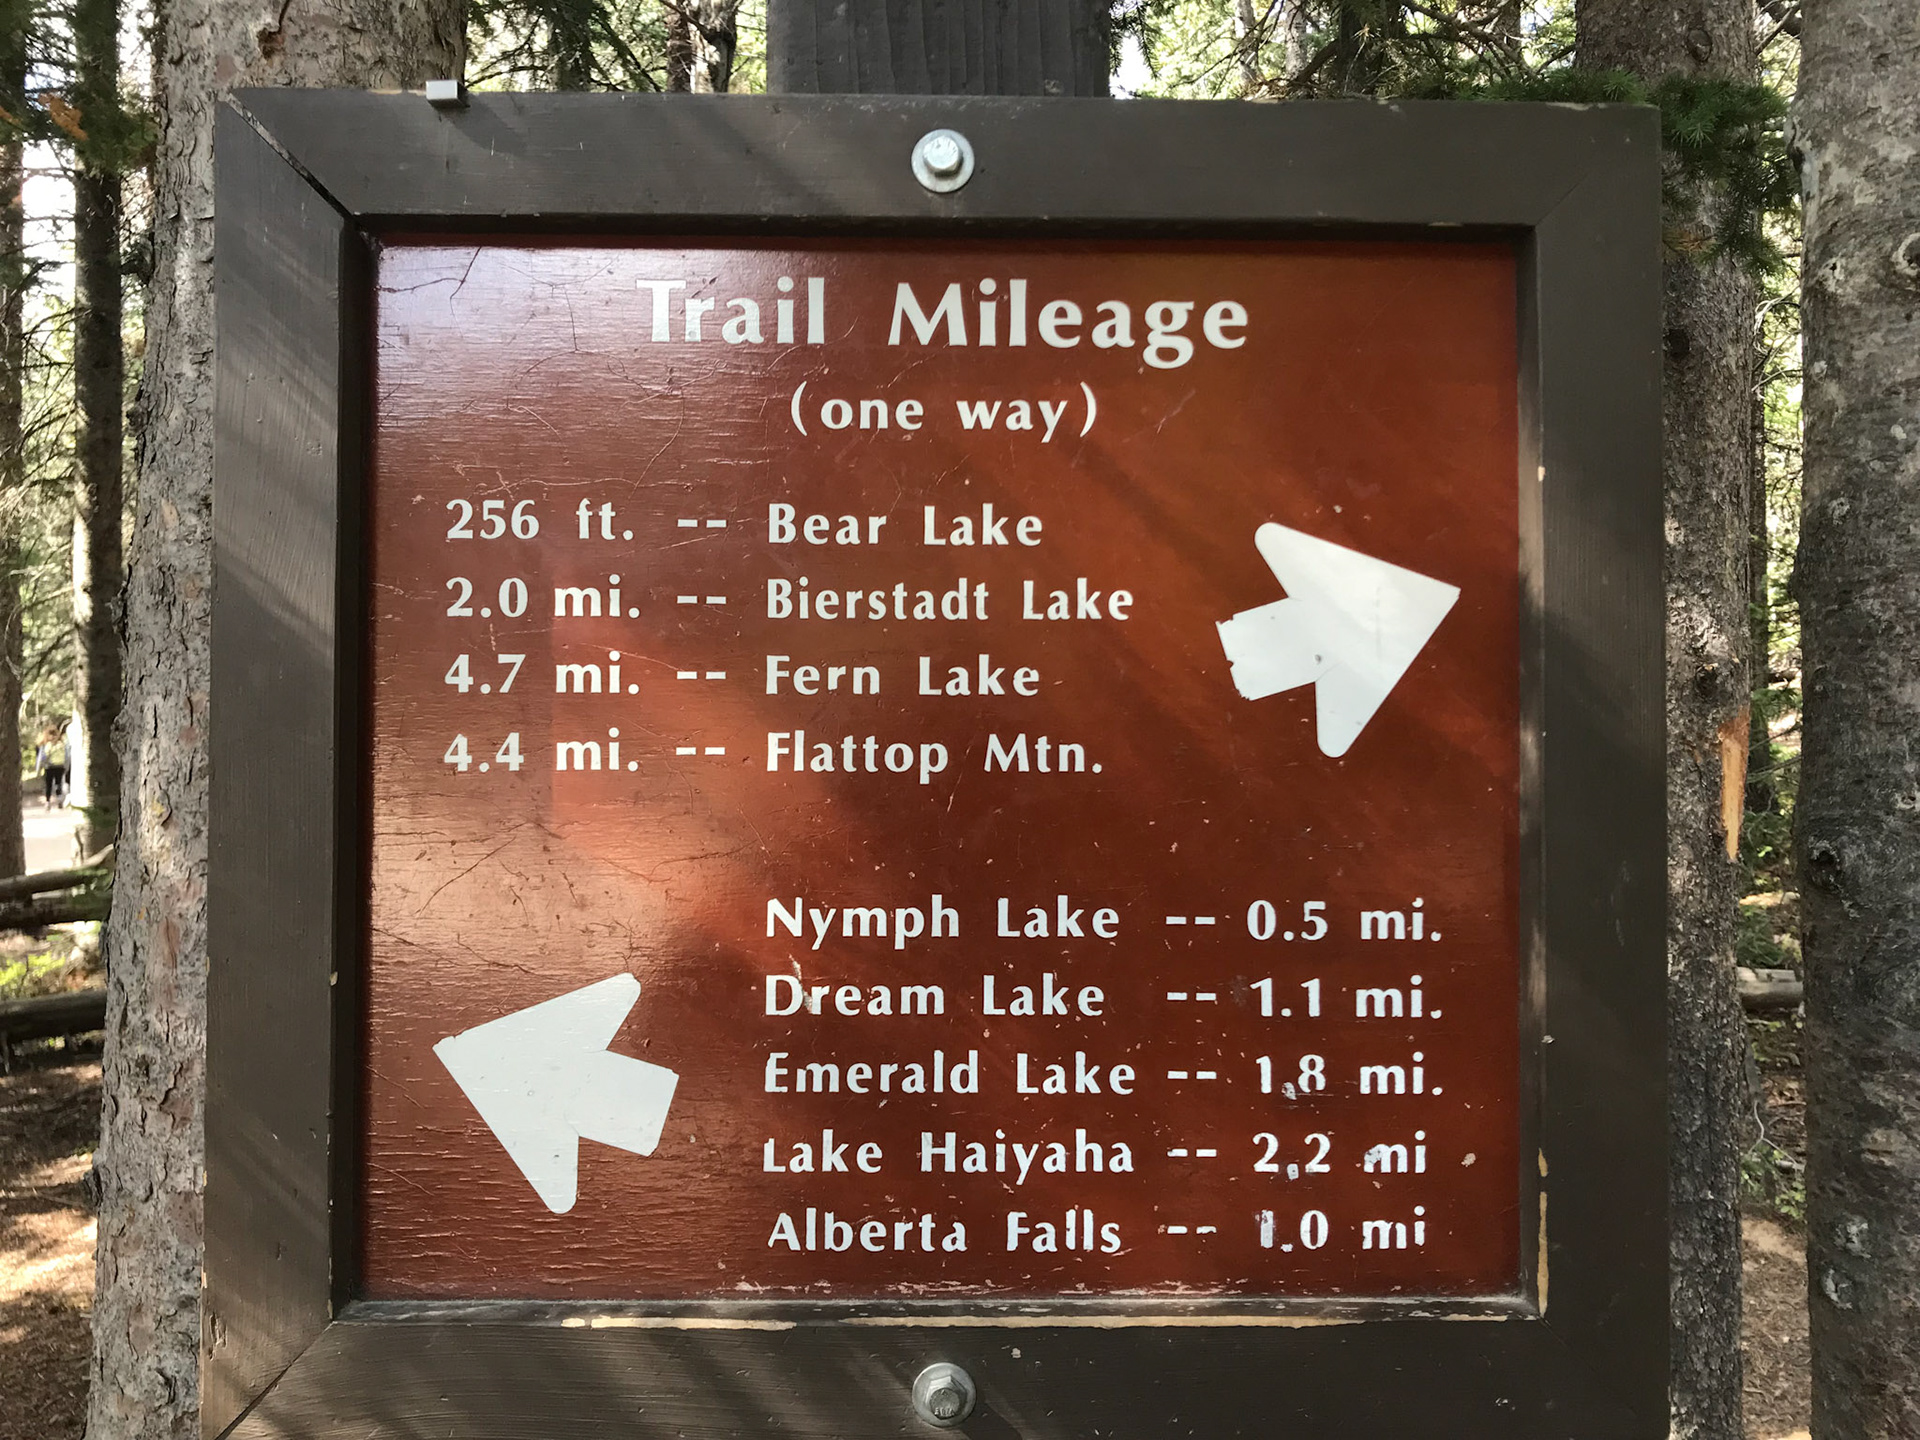 Trail Mileage
(one way)
256 ft. -- Bear Lake
2.0 mi. -- Bierstadt Lake
4.7 mi. -- Fern Lake
4.4 mi. -- Flattop Mtn.
Nymph Lake -- 0.5 mi.
Dream Lake -- 1.1 mi.
Emerald Lake -- 1.8 mi.
Lake Haiyaha -- 2.2 mi
Alberta Falls -- 1.0 mi